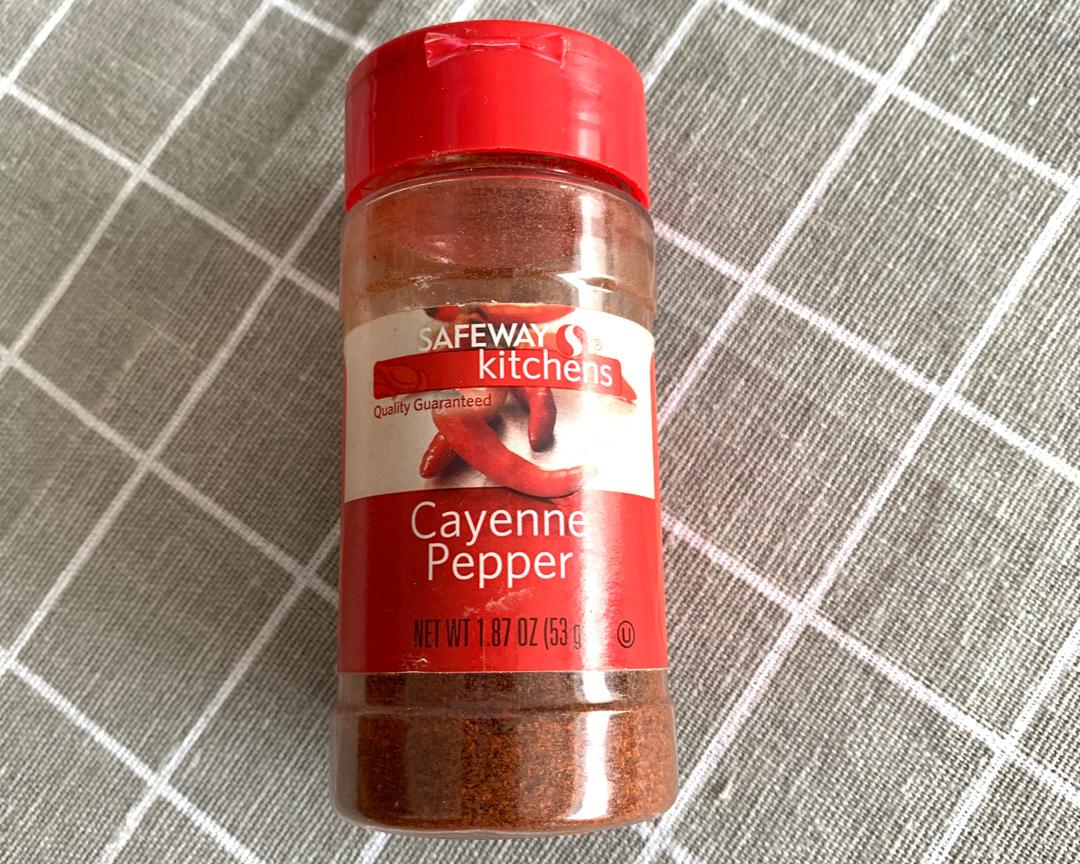 SAFEWAY ®
kitchens
Quality Guaranteed
Cayenne
Pepper
NET WT 1.87 OZ (53 g
U